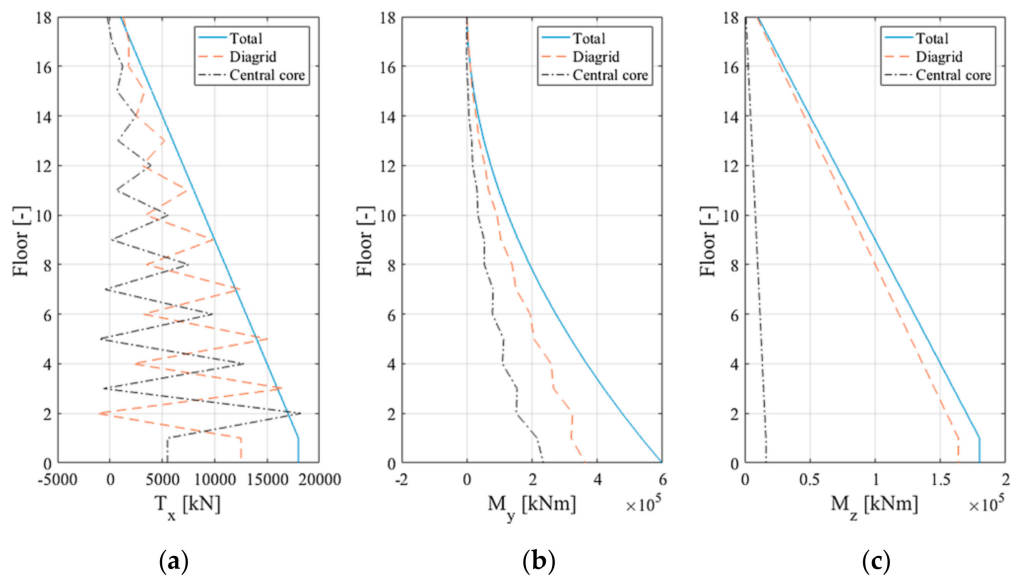 18
16
14
12
10
8
6
4
2
0
Floor [-]
-5000
0
5000
10000
15000
20000
T_x [kN]
Total
Diagrid
Central core
(a)
18
16
14
12
10
8
6
4
2
0
Floor [-]
-2
0
2
4
6
×10^5
M_y [kNm]
Total
Diagrid
Central core
(b)
18
16
14
12
10
8
6
4
2
0
Floor [-]
0
0.5
1
1.5
2
×10^5
M_z [kNm]
Total
Diagrid
Central core
(c)